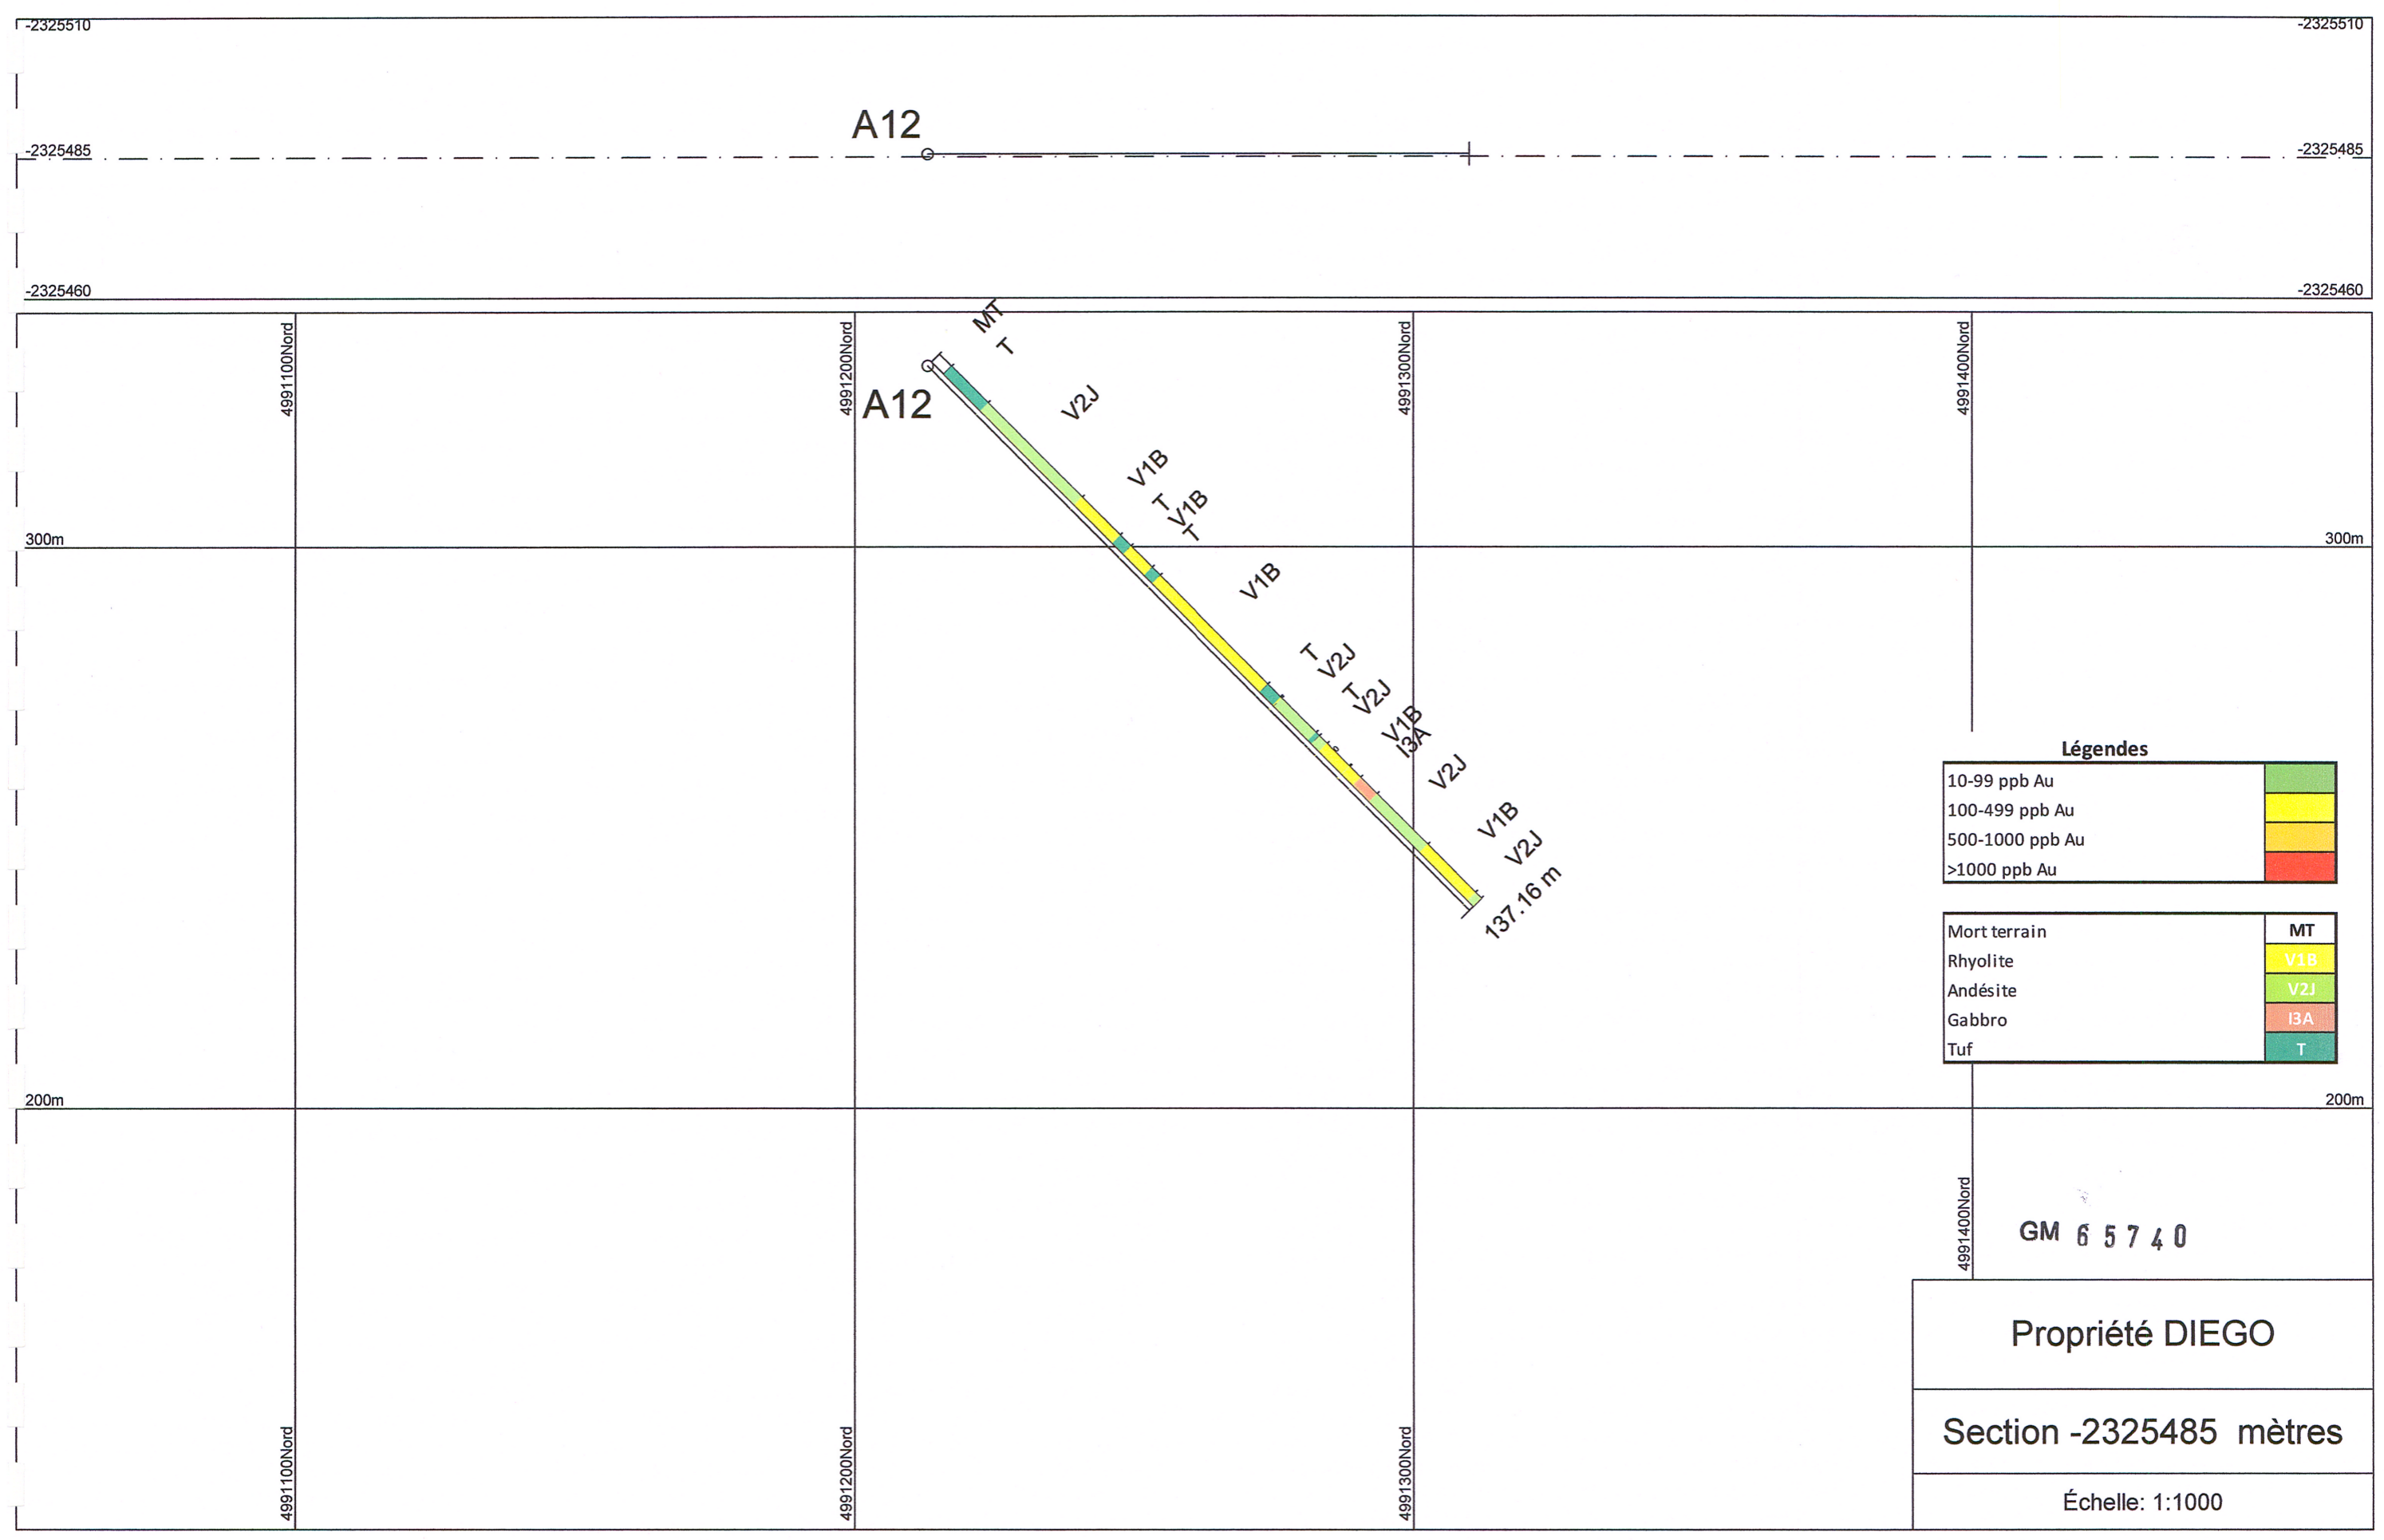 -2325510
-2325510
A12
-2325485
-2325485
-2325460
-2325460
4991100Nord
4991200Nord
4991300Nord
4991400Nord
MT
T
A12
V2J
V1B
T
V1B
T
300m
300m
V1B
T
V2J
T
V2J
V1B
I3A
V2J
V1B
V2J
137.16 m
Légendes
10-99 ppb Au
100-499 ppb Au
500-1000 ppb Au
>1000 ppb Au
Mort terrain MT
Rhyolite V1B
Andésite V2J
Gabbro I3A
Tuf T
200m
200m
4991400Nord
GM 65740
Propriété DIEGO
4991100Nord
4991200Nord
4991300Nord
Section -2325485 mètres
Échelle: 1:1000